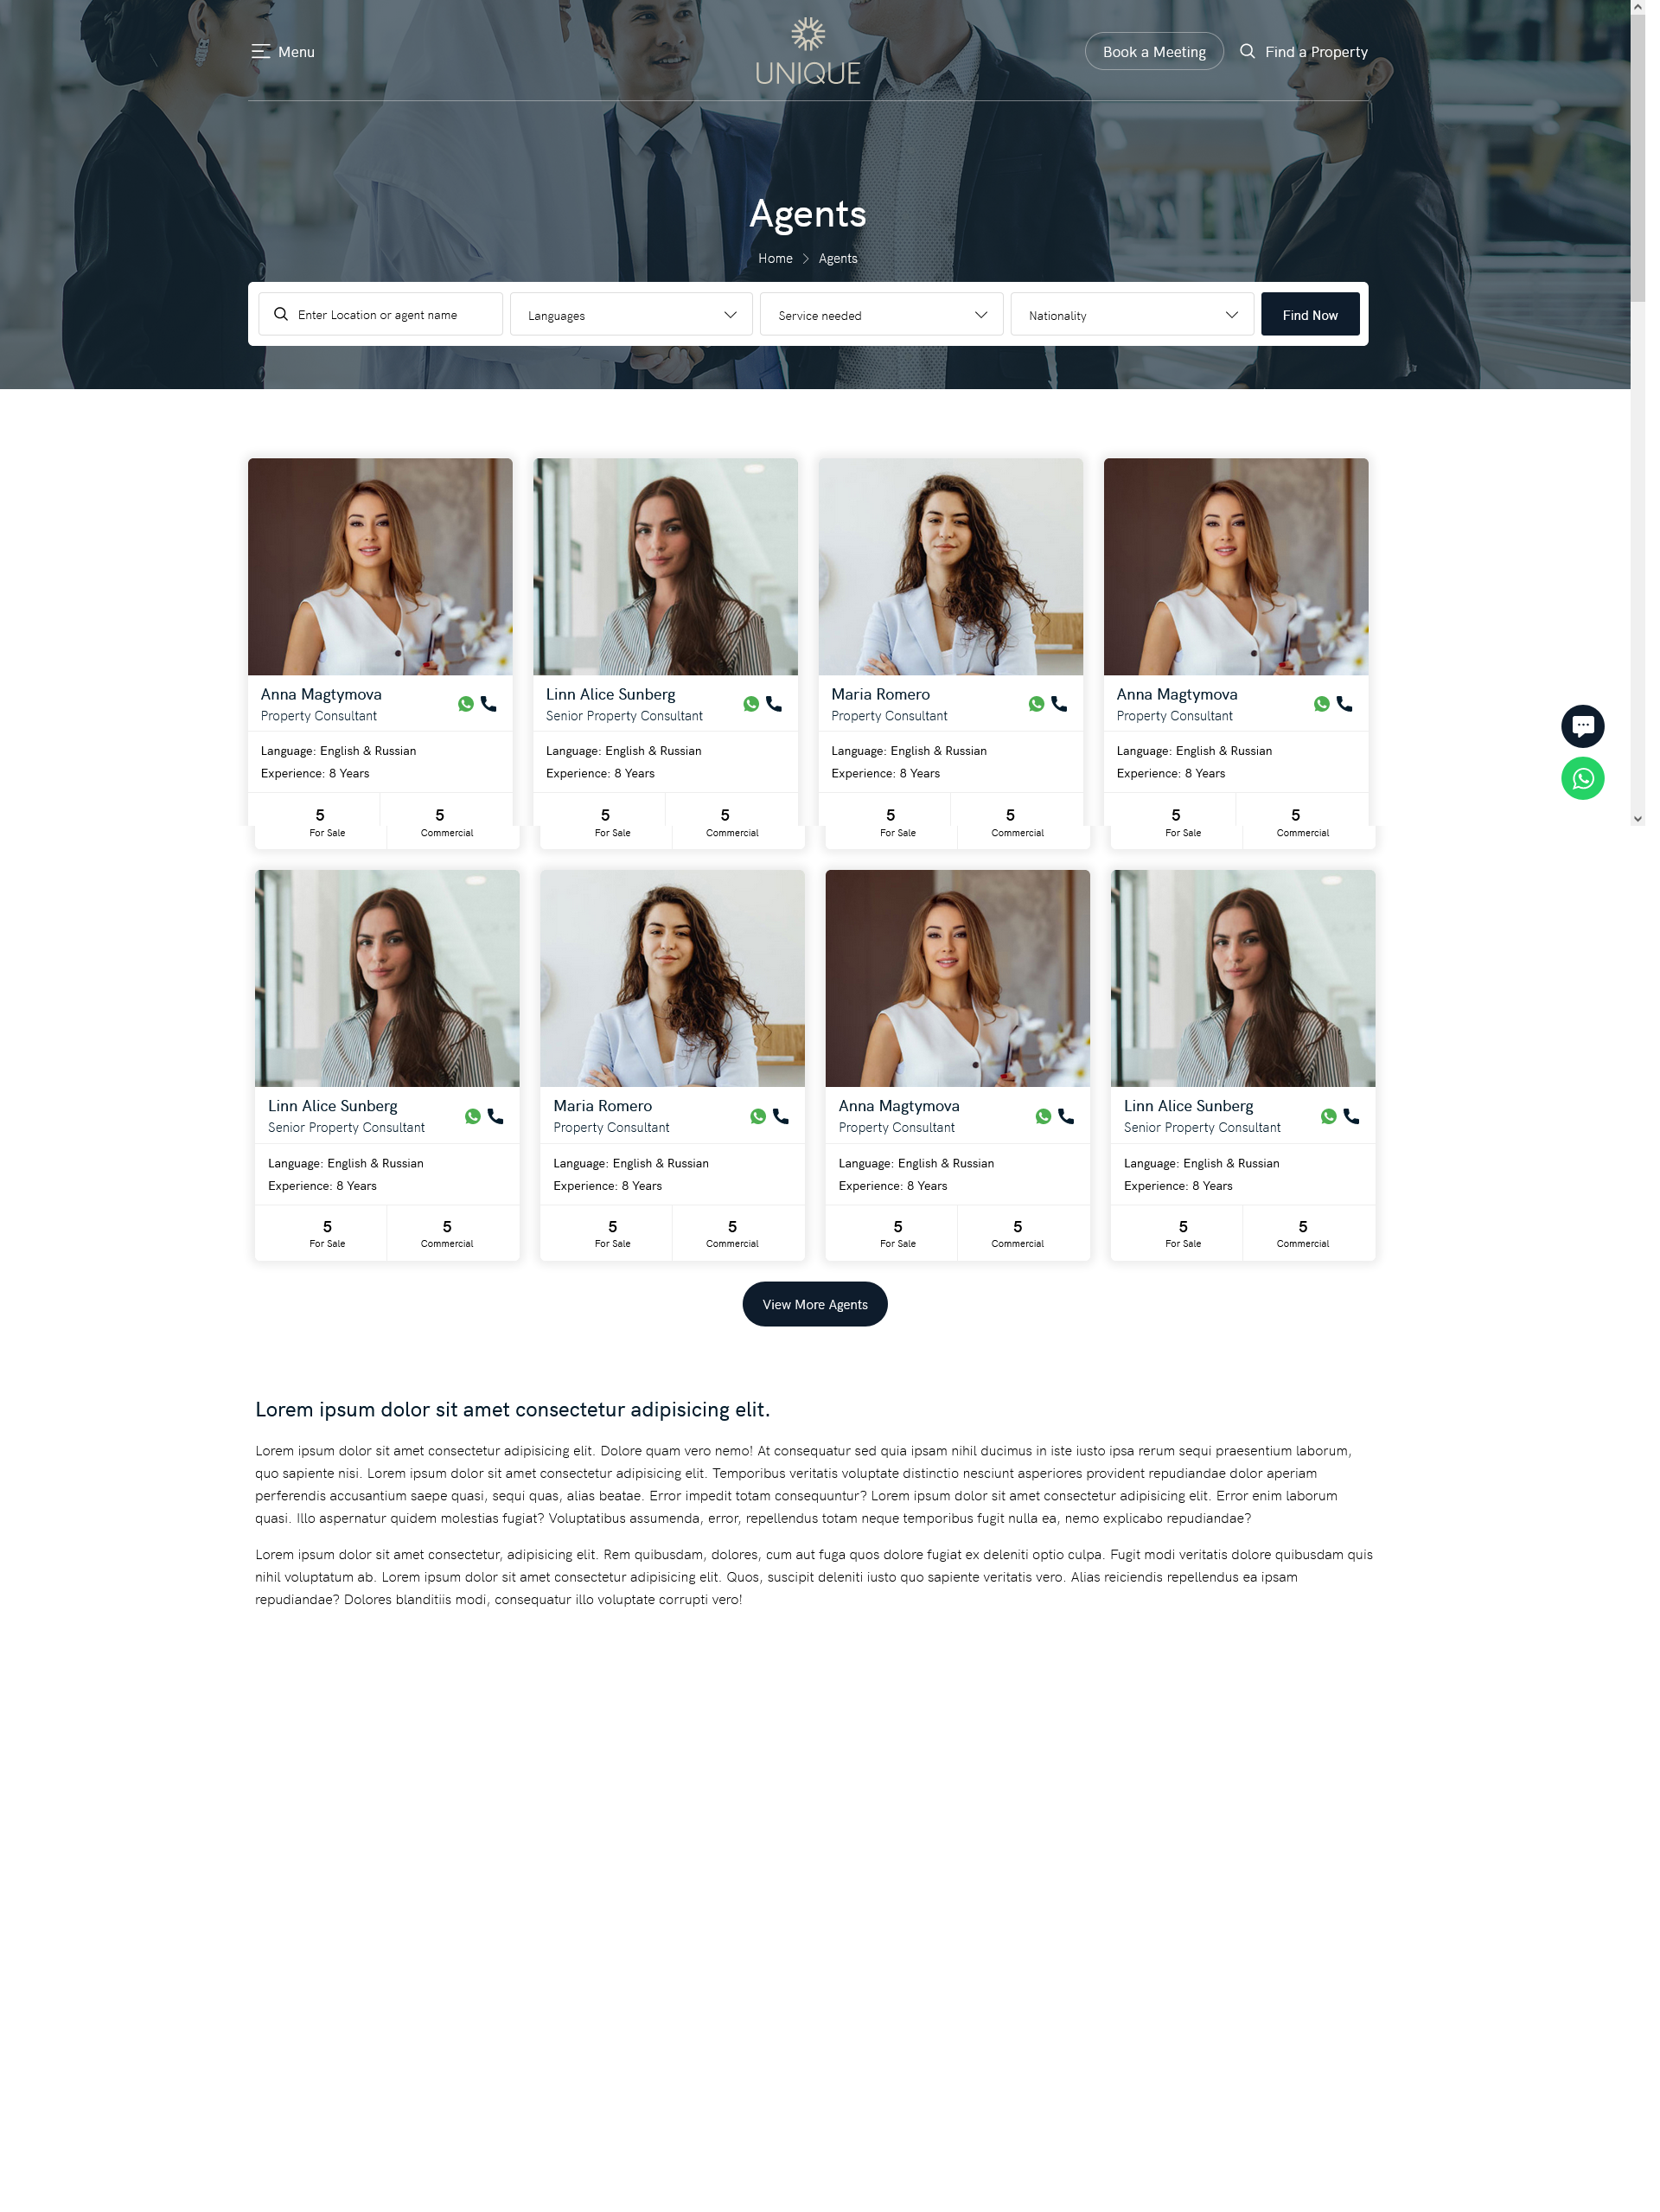 Menu
UNIQUE
Book a Meeting
Find a Property
Agents
Home
Agents
Enter Location or agent name
Languages
Service needed
Nationality
Find Now
Anna Magtymova
Property Consultant
Language: English & Russian
Experience: 8 Years
5
For Sale
5
Commercial
Linn Alice Sunberg
Senior Property Consultant
Language: English & Russian
Experience: 8 Years
5
For Sale
5
Commercial
Maria Romero
Property Consultant
Language: English & Russian
Experience: 8 Years
5
For Sale
5
Commercial
Anna Magtymova
Property Consultant
Language: English & Russian
Experience: 8 Years
5
For Sale
5
Commercial
Linn Alice Sunberg
Senior Property Consultant
Language: English & Russian
Experience: 8 Years
5
For Sale
5
Commercial
Maria Romero
Property Consultant
Language: English & Russian
Experience: 8 Years
5
For Sale
5
Commercial
Anna Magtymova
Property Consultant
Language: English & Russian
Experience: 8 Years
5
For Sale
5
Commercial
Linn Alice Sunberg
Senior Property Consultant
Language: English & Russian
Experience: 8 Years
5
For Sale
5
Commercial
View More Agents
Lorem ipsum dolor sit amet consectetur adipisicing elit.
Lorem ipsum dolor sit amet consectetur adipisicing elit. Dolore quam vero nemo! At consequatur sed quia ipsam nihil ducimus in iste iusto ipsa rerum sequi praesentium laborum,
quo sapiente nisi. Lorem ipsum dolor sit amet consectetur adipisicing elit. Temporibus veritatis voluptate distinctio nesciunt asperiores provident repudiandae dolor aperiam
perferendis accusantium saepe quasi, sequi quas, alias beatae. Error impedit totam consequuntur? Lorem ipsum dolor sit amet consectetur adipisicing elit. Error enim laborum
quasi. Illo aspernatur quidem molestias fugiat? Voluptatibus assumenda, error, repellendus totam neque temporibus fugit nulla ea, nemo explicabo repudiandae?
Lorem ipsum dolor sit amet consectetur, adipisicing elit. Rem quibusdam, dolores, cum aut fuga quos dolore fugiat ex deleniti optio culpa. Fugit modi veritatis dolore quibusdam quis
nihil voluptatum ab. Lorem ipsum dolor sit amet consectetur adipisicing elit. Quos, suscipit deleniti iusto quo sapiente veritatis vero. Alias reiciendis repellendus ea ipsam
repudiandae? Dolores blanditiis modi, consequatur illo voluptate corrupti vero!